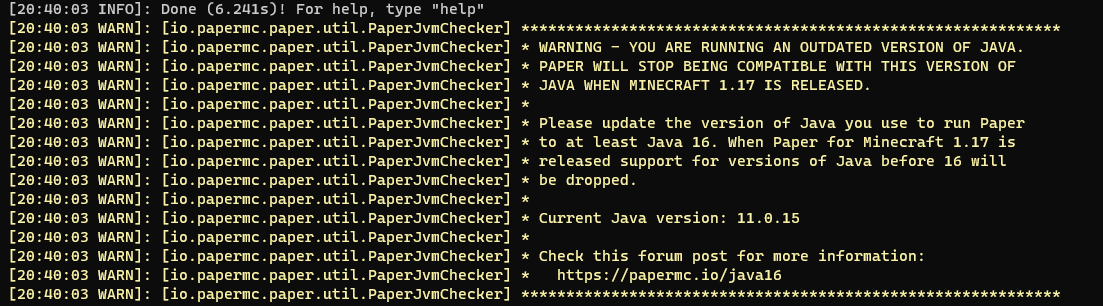 [20:40:03 INFO]: Done (6.241s)! For help, type "help"
[20:40:03 WARN]: [io.papermc.paper.util.PaperJvmChecker] ************************************************************
[20:40:03 WARN]: [io.papermc.paper.util.PaperJvmChecker] * WARNING - YOU ARE RUNNING AN OUTDATED VERSION OF JAVA.
[20:40:03 WARN]: [io.papermc.paper.util.PaperJvmChecker] * PAPER WILL STOP BEING COMPATIBLE WITH THIS VERSION OF
[20:40:03 WARN]: [io.papermc.paper.util.PaperJvmChecker] * JAVA WHEN MINECRAFT 1.17 IS RELEASED.
[20:40:03 WARN]: [io.papermc.paper.util.PaperJvmChecker] *
[20:40:03 WARN]: [io.papermc.paper.util.PaperJvmChecker] * Please update the version of Java you use to run Paper
[20:40:03 WARN]: [io.papermc.paper.util.PaperJvmChecker] * to at least Java 16. When Paper for Minecraft 1.17 is
[20:40:03 WARN]: [io.papermc.paper.util.PaperJvmChecker] * released support for versions of Java before 16 will
[20:40:03 WARN]: [io.papermc.paper.util.PaperJvmChecker] * be dropped.
[20:40:03 WARN]: [io.papermc.paper.util.PaperJvmChecker] *
[20:40:03 WARN]: [io.papermc.paper.util.PaperJvmChecker] * Current Java version: 11.0.15
[20:40:03 WARN]: [io.papermc.paper.util.PaperJvmChecker] *
[20:40:03 WARN]: [io.papermc.paper.util.PaperJvmChecker] * Check this forum post for more information:
[20:40:03 WARN]: [io.papermc.paper.util.PaperJvmChecker] *   https://papermc.io/java16
[20:40:03 WARN]: [io.papermc.paper.util.PaperJvmChecker] ************************************************************